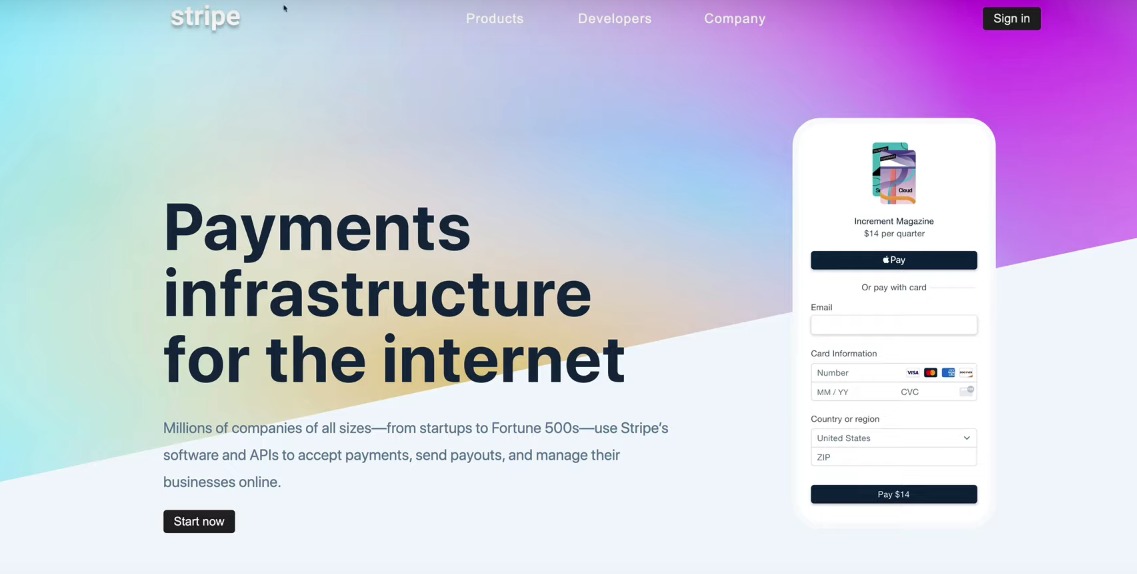 stripe
Products
Developers
Company
Sign in
Payments
infrastructure
for the internet
Millions of companies of all sizes—from startups to Fortune 500s—use Stripe's
software and APIs to accept payments, send payouts, and manage their
businesses online.
Start now
Cloud
Increment Magazine
$14 per quarter
Pay
Or pay with card
Email
Card Information
Number
VISA
MM / YY
CVC
Country or region
United States
ZIP
Pay $14